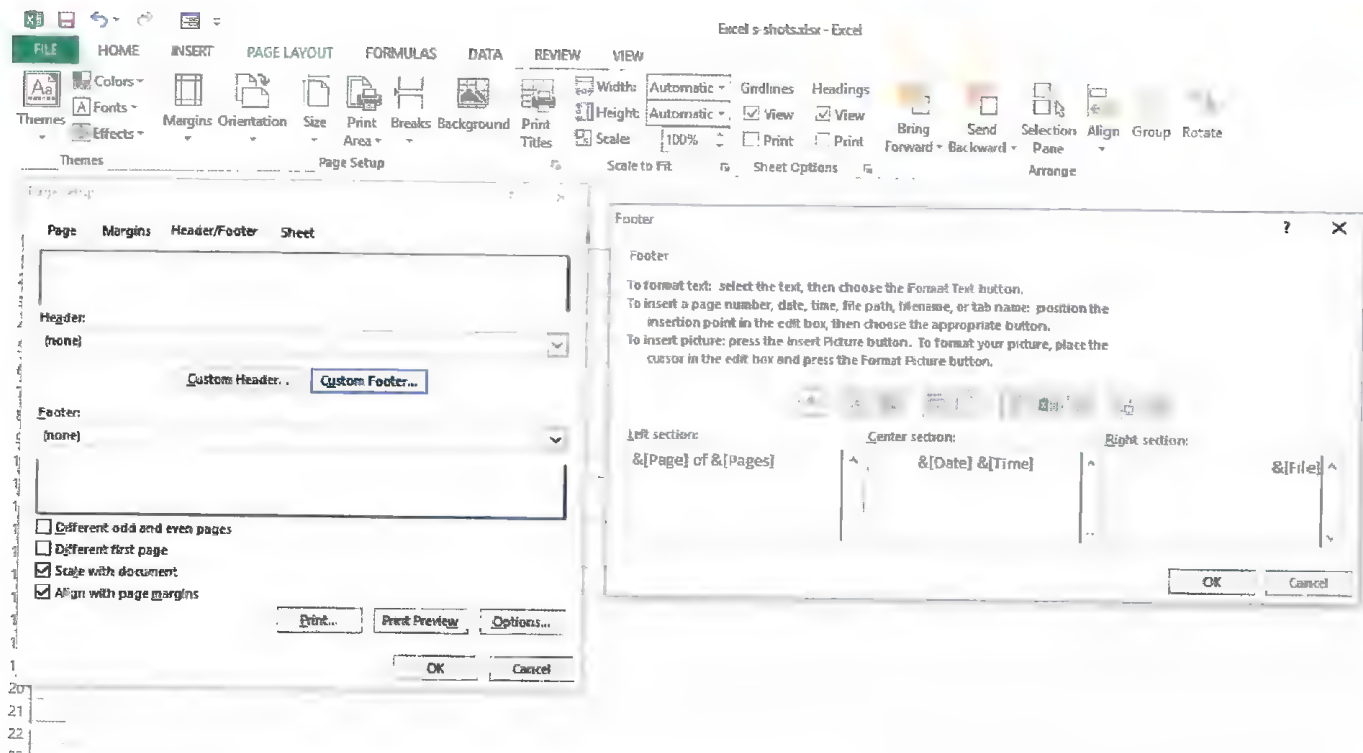 Excel s-shots.xlsx - Excel
FILE HOME INSERT PAGE LAYOUT FORMULAS DATA REVIEW VIEW
Aa
Themes
Colors
Fonts
Effects
Themes
Margins Orientation Size Print Area Breaks Background Print Titles
Page Setup
Width: Automatic
Height: Automatic
Scale: 100%
Scale to Fit
Gridlines Headings
View View
Print Print
Sheet Options
Bring Forward Send Backward Selection Pane Align Group Rotate
Arrange
Page Setup
Page Margins Header/Footer Sheet
Header:
(none)
Custom Header. . Custom Footer...
Footer:
(none)
Different odd and even pages
Different first page
Scale with document
Align with page margins
Print... Print Preview Options...
OK Cancel
20
21
22
Footer
? X
Footer
To format text: select the text, then choose the Format Text button.
To insert a page number, date, time, file path, filename, or tab name: position the
insertion point in the edit box, then choose the appropriate button.
To insert picture: press the Insert Picture button. To format your picture, place the
cursor in the edit box and press the Format Picture button.
Left section: Center section: Right section:
&[Page] of &[Pages] &[Date] &[Time] &[File]
OK Cancel